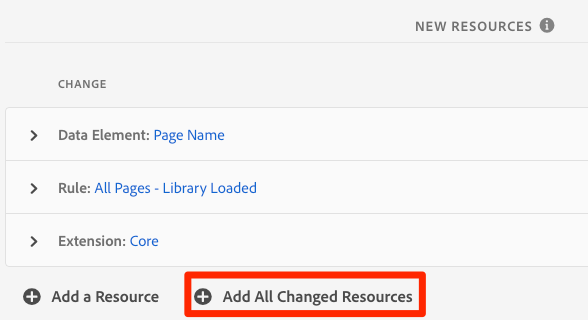 NEW RESOURCES
CHANGE
Data Element: Page Name
Rule: All Pages - Library Loaded
Extension: Core
Add a Resource Add All Changed Resources